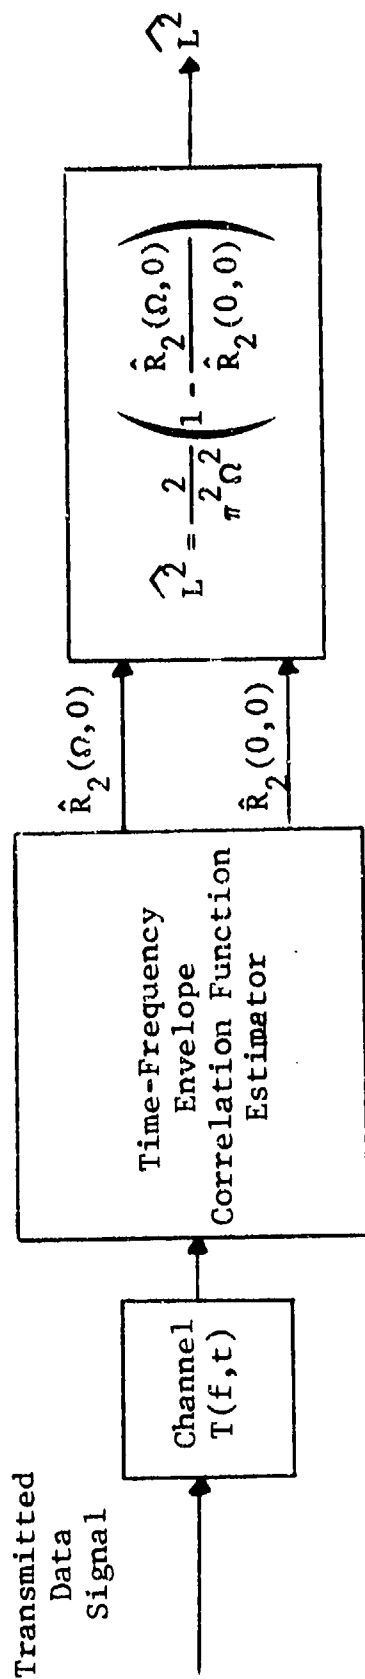 Transmitted
Data
Signal
Channel
T(f,t)
Time-Frequency
Envelope
Correlation Function
Estimator
R̂₂(Ω,0)
R̂₂(0,0)
L̂² = 2/(π²Ω²) (1 - R̂₂(Ω,0)/R̂₂(0,0))
L̂²